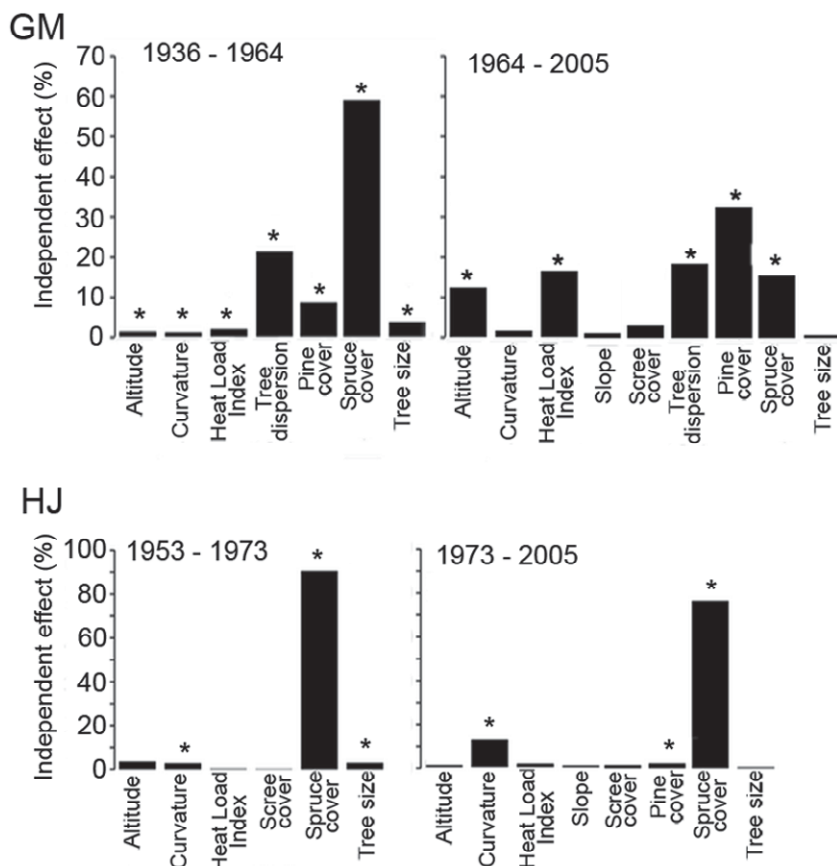 GM
1936 - 1964
1964 - 2005
Independent effect (%)
70
60
50
40
30
20
10
0
*
*
*
*
*
*
*
*
*
*
*
*
Altitude
Curvature
Heat Load
Index
Tree
dispersion
Pine
cover
Spruce
cover
Tree size
Altitude
Curvature
Heat Load
Index
Slope
Scree
cover
Tree
dispersion
Pine
cover
Spruce
cover
Tree size
HJ
1953 - 1973
1973 - 2005
Independent effect (%)
100
80
60
40
20
0
*
*
*
*
*
*
Altitude
Curvature
Heat Load
Index
Scree
cover
Spruce
cover
Tree size
Altitude
Curvature
Heat Load
Index
Slope
Scree
cover
Pine
cover
Spruce
cover
Tree size